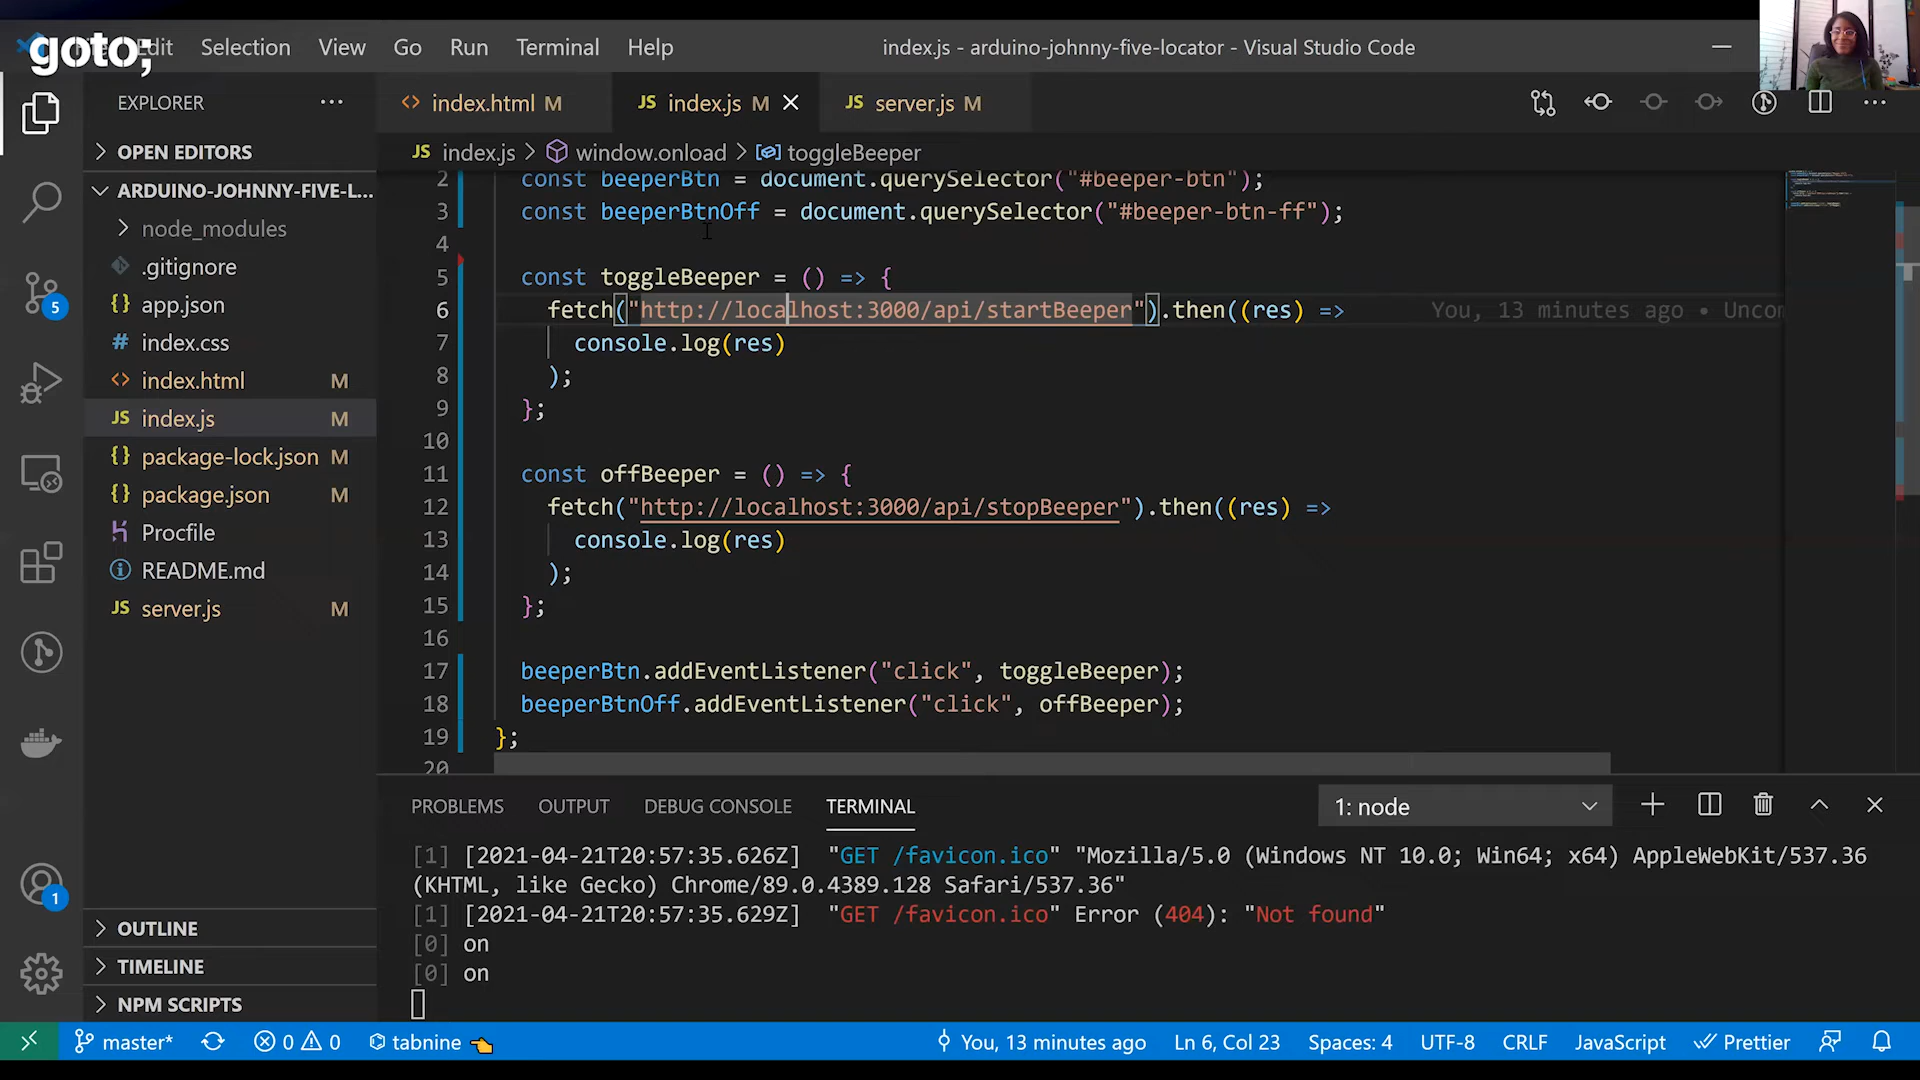 goto;
Edit
Selection
View
Go
Run
Terminal
Help
index.js - arduino-johnny-five-locator - Visual Studio Code
EXPLORER
index.html M
JS index.js M
JS server.js M
OPEN EDITORS
ARDUINO-JOHNNY-FIVE-L...
node_modules
.gitignore
{} app.json
# index.css
<> index.html M
JS index.js M
{} package-lock.json M
{} package.json M
Procfile
README.md
JS server.js M
OUTLINE
TIMELINE
NPM SCRIPTS
5
1
JS index.js > window.onload > toggleBeeper
2 const beeperBtn = document.querySelector("#beeper-btn");
3 const beeperBtnOff = document.querySelector("#beeper-btn-ff");
4
5 const toggleBeeper = () => {
6 fetch("http://localhost:3000/api/startBeeper").then((res) => You, 13 minutes ago • Uncom
7 console.log(res)
8 );
9 };
10
11 const offBeeper = () => {
12 fetch("http://localhost:3000/api/stopBeeper").then((res) =>
13 console.log(res)
14 );
15 };
16
17 beeperBtn.addEventListener("click", toggleBeeper);
18 beeperBtnOff.addEventListener("click", offBeeper);
19 };
20
PROBLEMS OUTPUT DEBUG CONSOLE TERMINAL
1: node
[1] [2021-04-21T20:57:35.626Z]  "GET /favicon.ico" "Mozilla/5.0 (Windows NT 10.0; Win64; x64) AppleWebKit/537.36
(KHTML, like Gecko) Chrome/89.0.4389.128 Safari/537.36"
[1] [2021-04-21T20:57:35.629Z]  "GET /favicon.ico" Error (404): "Not found"
[0] on
[0] on
master* 0 0 tabnine You, 13 minutes ago Ln 6, Col 23 Spaces: 4 UTF-8 CRLF JavaScript Prettier